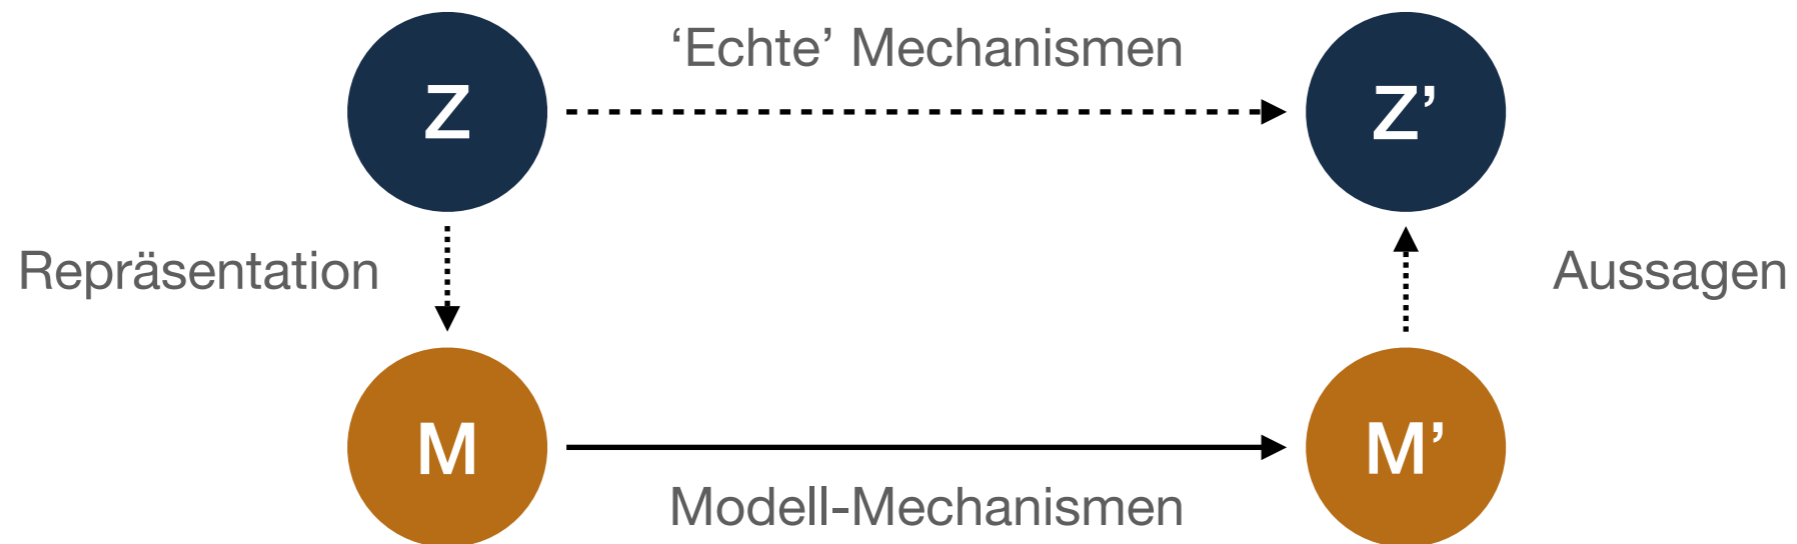 ‘Echte’ Mechanismen
Z
Z’
Repräsentation
Aussagen
M
M’
Modell-Mechanismen